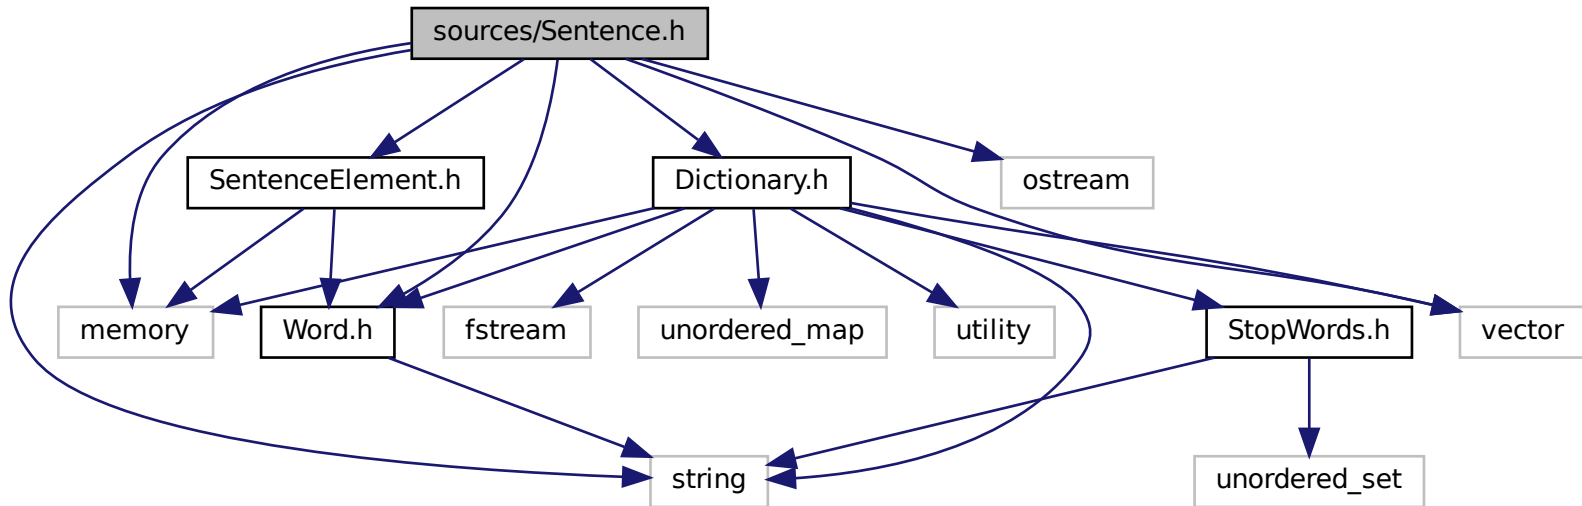 sources/Sentence.h
SentenceElement.h
Dictionary.h
ostream
memory
Word.h
fstream
unordered_map
utility
StopWords.h
vector
string
unordered_set